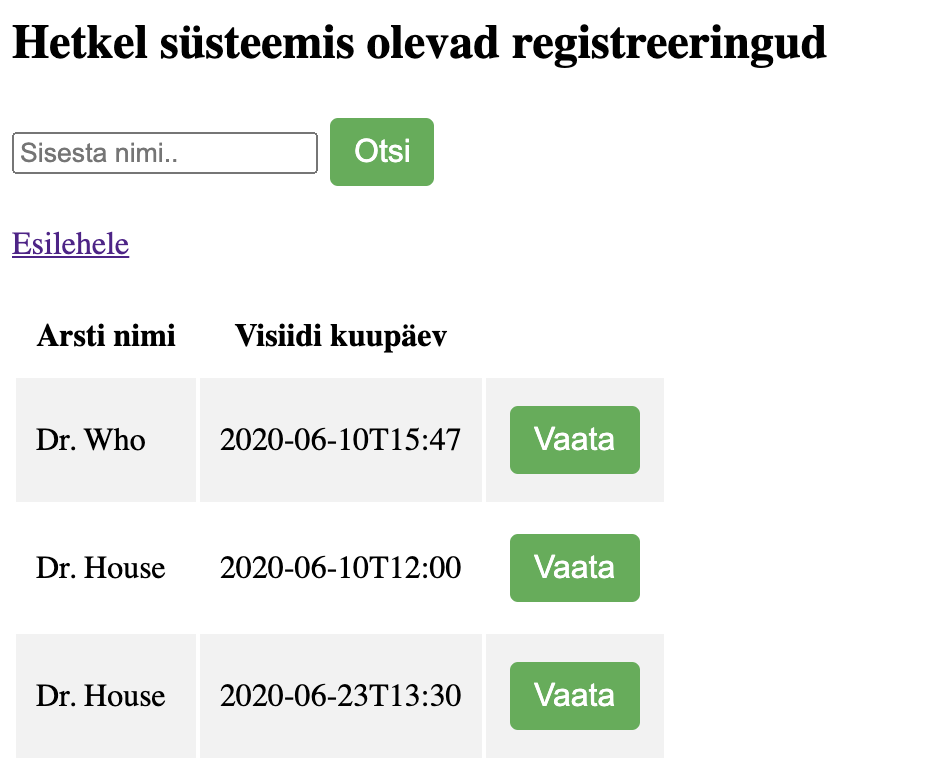 Hetkel süsteemis olevad registreeringud
Sisesta nimi.. Otsi
Esilehele
Arsti nimi Visiidi kuupäev
Dr. Who 2020-06-10T15:47 Vaata
Dr. House 2020-06-10T12:00 Vaata
Dr. House 2020-06-23T13:30 Vaata